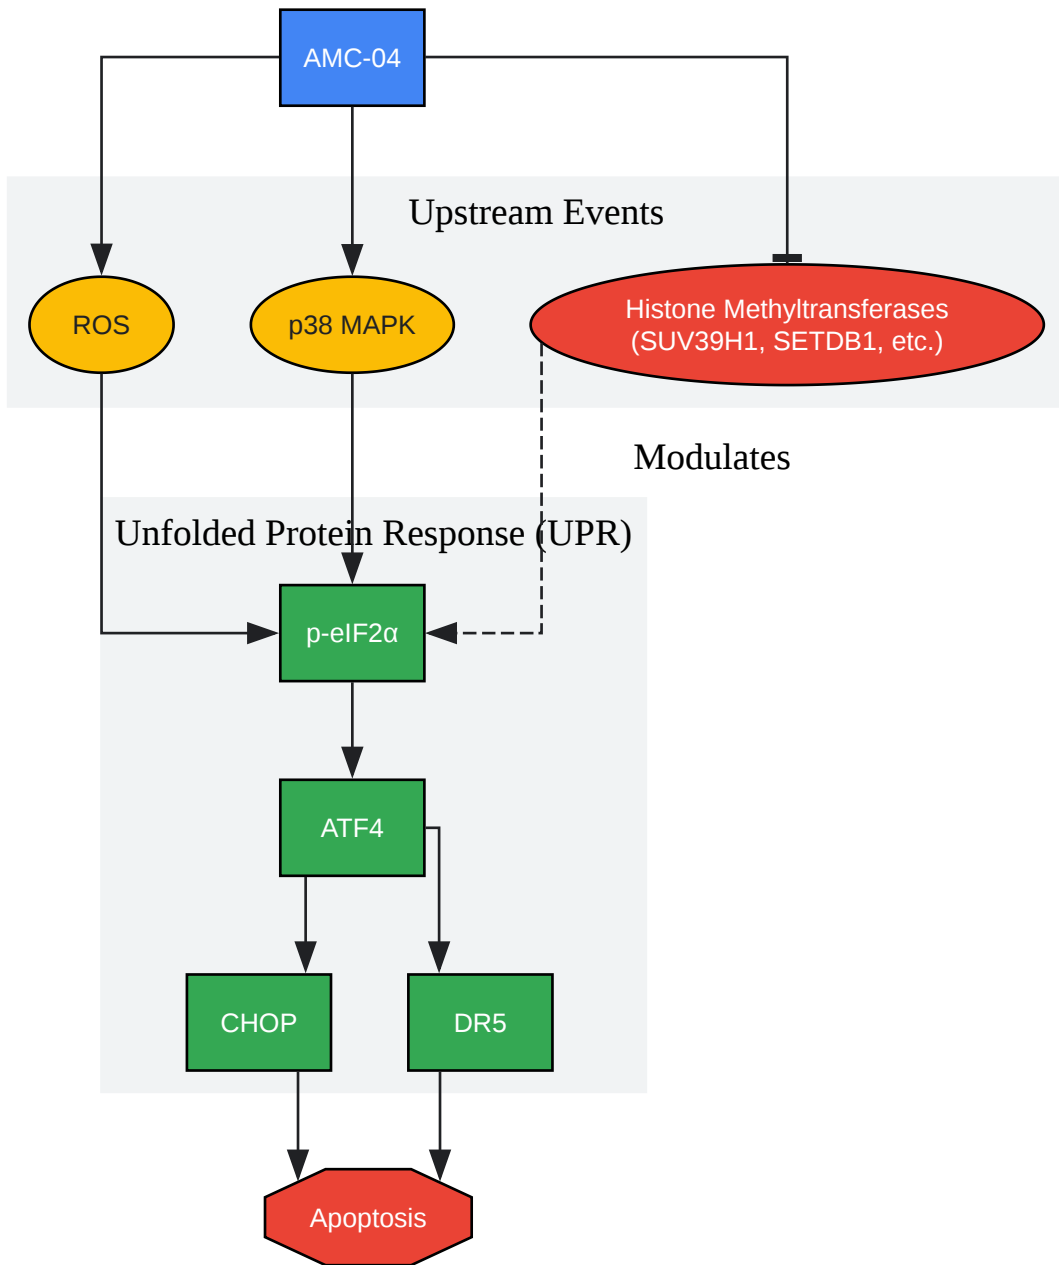 AMC-04
Upstream Events
ROS
p38 MAPK
Histone Methyltransferases
(SUV39H1, SETDB1, etc.)
Modulates
Unfolded Protein Response (UPR)
p-eIF2α
ATF4
CHOP
DR5
Apoptosis